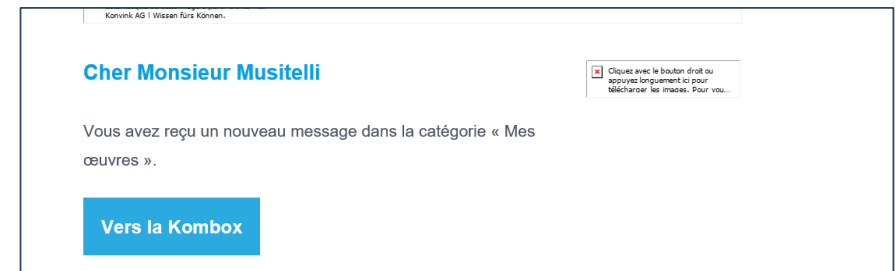 Konvink AG | Wissen fürs Können.
Cher Monsieur Musitelli
Cliquez avec le bouton droit ou
appuyez longuement ici pour
télécharger les images. Pour vou...
Vous avez reçu un nouveau message dans la catégorie « Mes
œuvres ».
Vers la Kombox